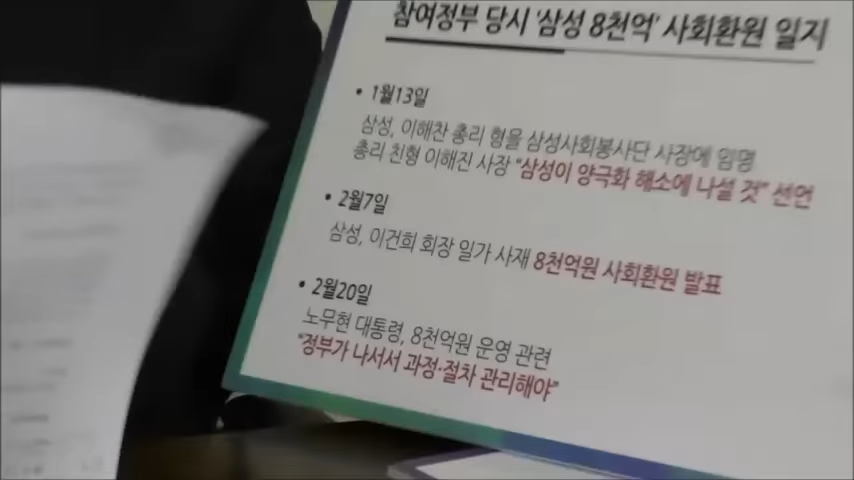 참여정부 당시 '삼성 8천억' 사회환원 일지
• 1월13일
삼성, 이해찬 총리 형을 삼성사회봉사단 사장에 임명
총리 친형 이해진 사장 "삼성이 양극화 해소에 나설 것" 선언
• 2월7일
삼성, 이건희 회장 일가 사재 8천억원 사회환원 발표
• 2월20일
노무현 대통령, 8천억원 운영 관련
"정부가 나서서 과정·절차 관리해야"